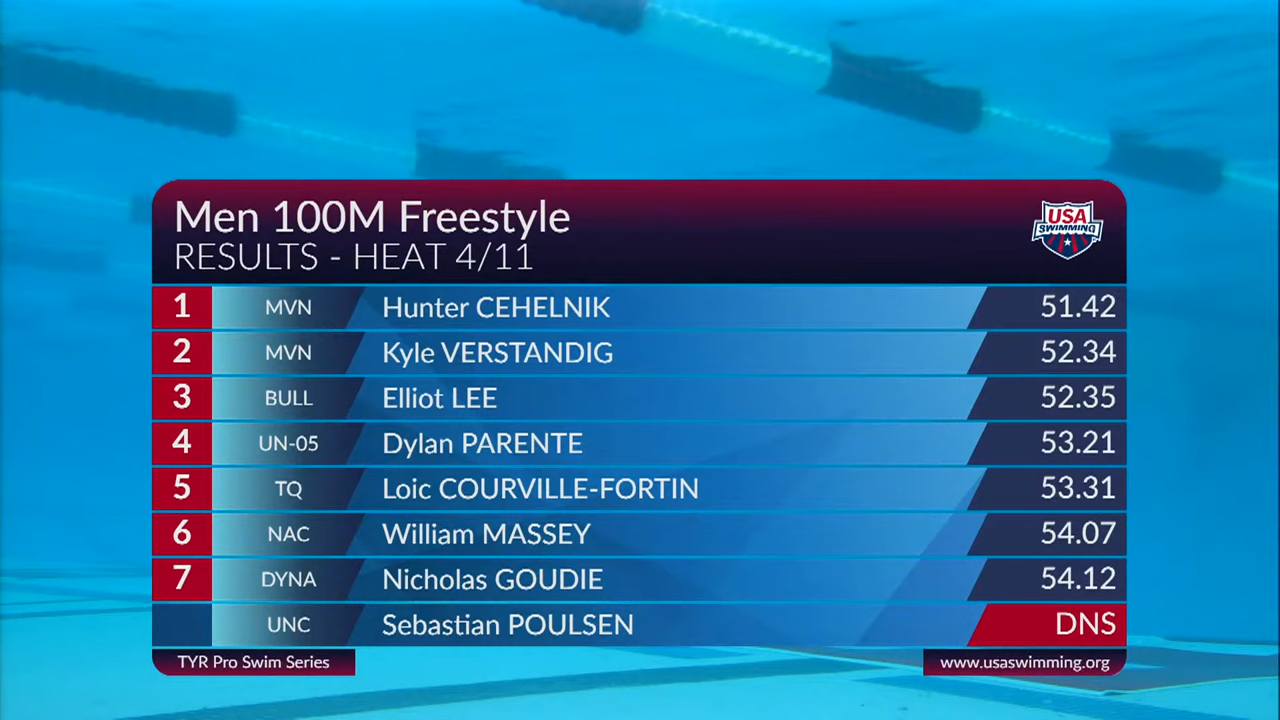 Men 100M Freestyle
RESULTS - HEAT 4/11
USA
SWIMMING
1 MVN Hunter CEHELNIK 51.42
2 MVN Kyle VERSTANDIG 52.34
3 BULL Elliot LEE 52.35
4 UN-05 Dylan PARENTE 53.21
5 TQ Loic COURVILLE-FORTIN 53.31
6 NAC William MASSEY 54.07
7 DYNA Nicholas GOUDIE 54.12
UNC Sebastian POULSEN DNS
TYR Pro Swim Series www.usaswimming.org